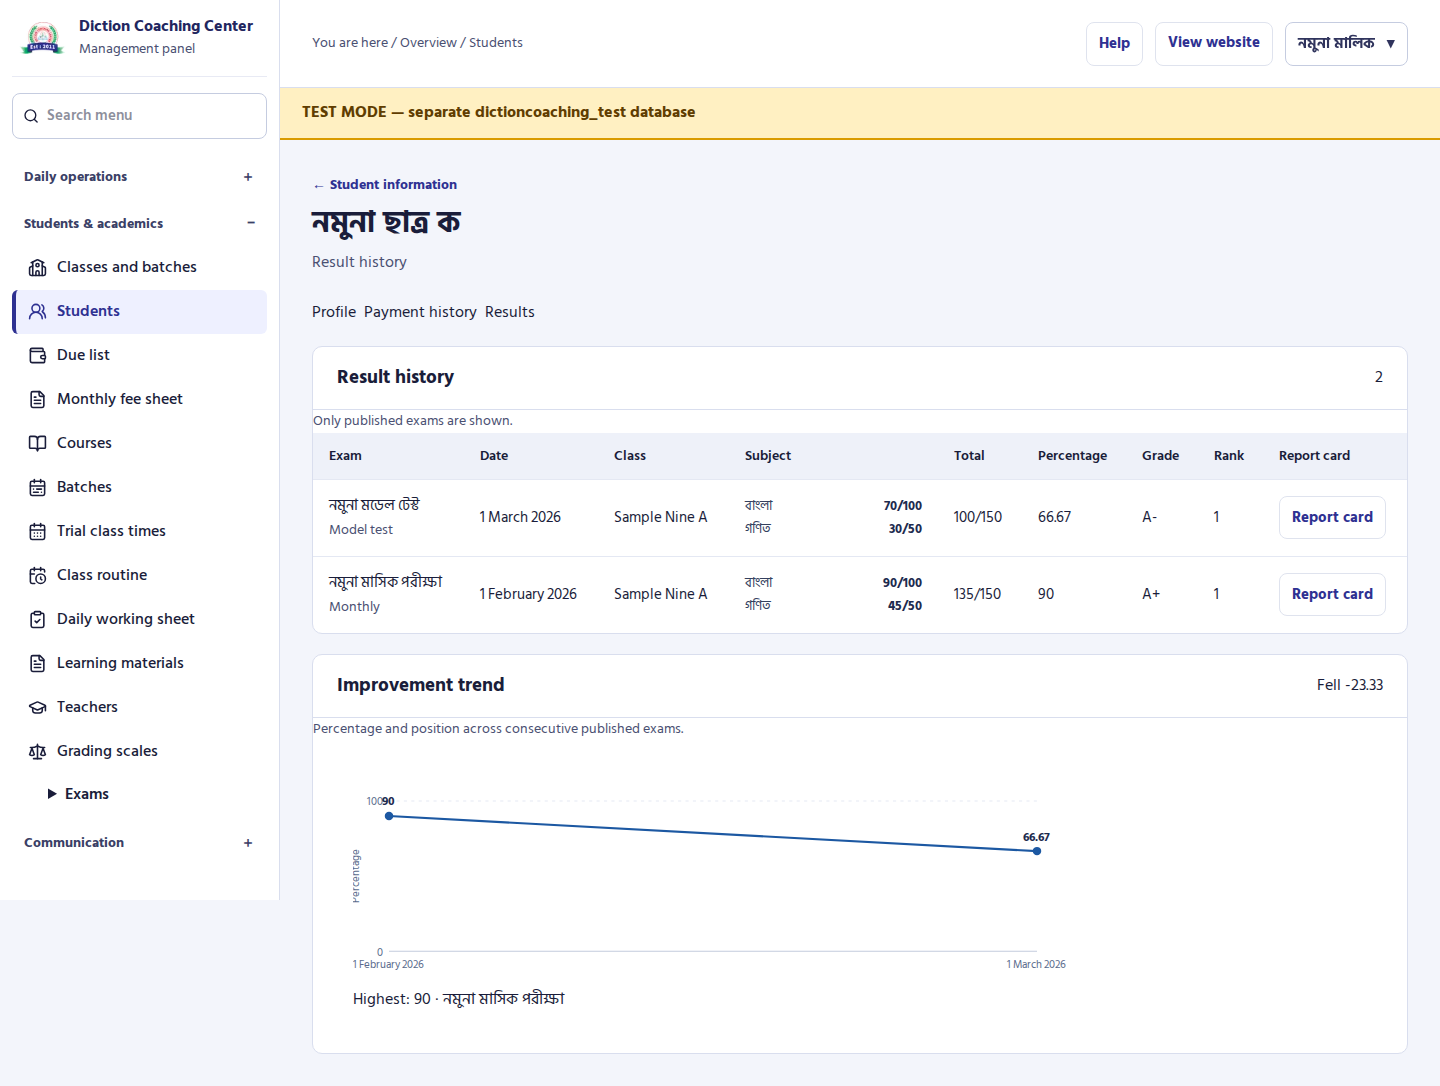 Est : 2011
Diction Coaching Center
Management panel
You are here / Overview / Students
Help
View website
নমুনা মালিক ▼
Search menu
TEST MODE — separate dictioncoaching_test database
Daily operations +
Students & academics −
Classes and batches
Students
Due list
Monthly fee sheet
Courses
Batches
Trial class times
Class routine
Daily working sheet
Learning materials
Teachers
Grading scales
▶ Exams
Communication +
← Student information
নমুনা ছাত্র ক
Result history
Profile Payment history Results
Result history 2
Only published exams are shown.
Exam Date Class Subject Total Percentage Grade Rank Report card
নমুনা মডেল টেস্ট
Model test
1 March 2026
Sample Nine A
বাংলা 70/100
গণিত 30/50
100/150
66.67
A-
1
Report card
নমুনা মাসিক পরীক্ষা
Monthly
1 February 2026
Sample Nine A
বাংলা 90/100
গণিত 45/50
135/150
90
A+
1
Report card
Improvement trend Fell -23.33
Percentage and position across consecutive published exams.
100
90
66.67
Percentage
0
1 February 2026 1 March 2026
Highest: 90 · নমুনা মাসিক পরীক্ষা